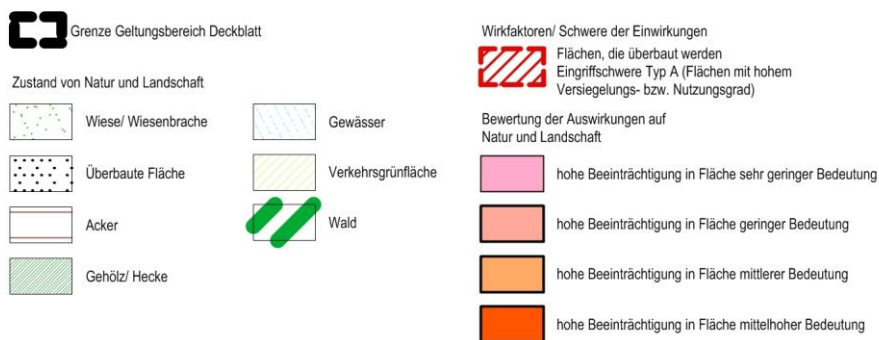 Grenze Geltungsbereich Deckblatt
Zustand von Natur und Landschaft
Wiese/ Wiesenbrache
Überbaute Fläche
Acker
Gehölz/ Hecke
Gewässer
Verkehrsgrünfläche
Wald
Wirkfaktoren/ Schwere der Einwirkungen
Flächen, die überbaut werden
Eingriffschwere Typ A (Flächen mit hohem
Versiegelungs- bzw. Nutzungsgrad)
Bewertung der Auswirkungen auf
Natur und Landschaft
hohe Beeinträchtigung in Fläche sehr geringer Bedeutung
hohe Beeinträchtigung in Fläche geringer Bedeutung
hohe Beeinträchtigung in Fläche mittlerer Bedeutung
hohe Beeinträchtigung in Fläche mittelhoher Bedeutung